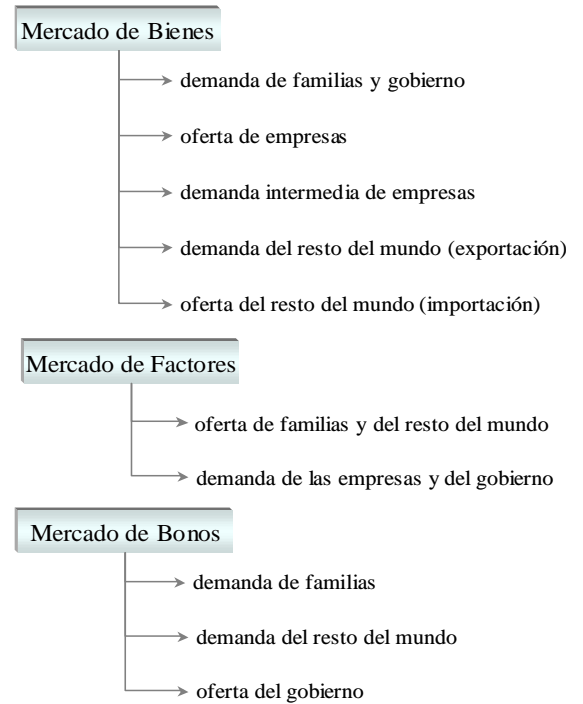 Mercado de Bienes
demanda de familias y gobierno
oferta de empresas
demanda intermedia de empresas
demanda del resto del mundo (exportación)
oferta del resto del mundo (importación)
Mercado de Factores
oferta de familias y del resto del mundo
demanda de las empresas y del gobierno
Mercado de Bonos
demanda de familias
demanda del resto del mundo
oferta del gobierno